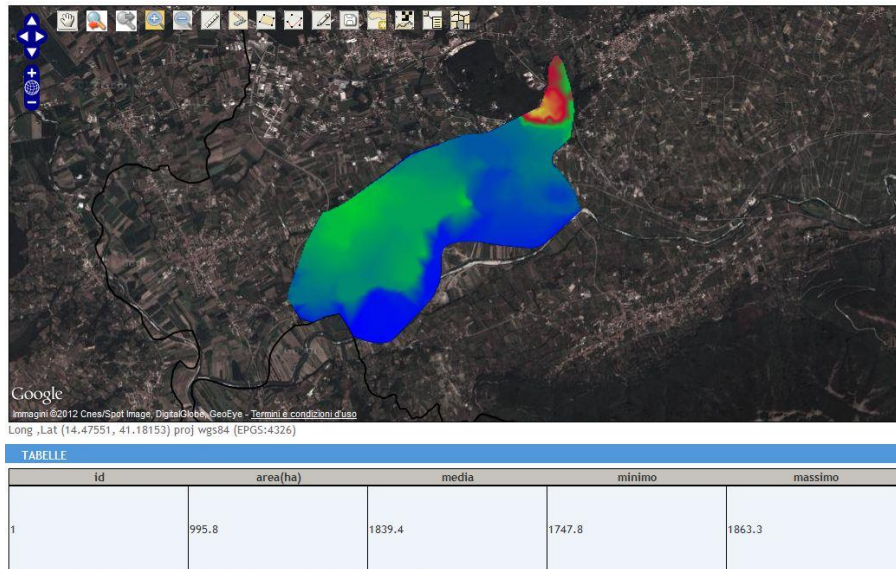 Google
Immagini ©2012 Cnes/Spot Image, DigitalGlobe, GeoEye - Termini e condizioni d'uso
Long ,Lat (14.47551, 41.18153) proj wgs84 (EPGS:4326)
TABELLE
id area(ha) media minimo massimo
1 995.8 1839.4 1747.8 1863.3